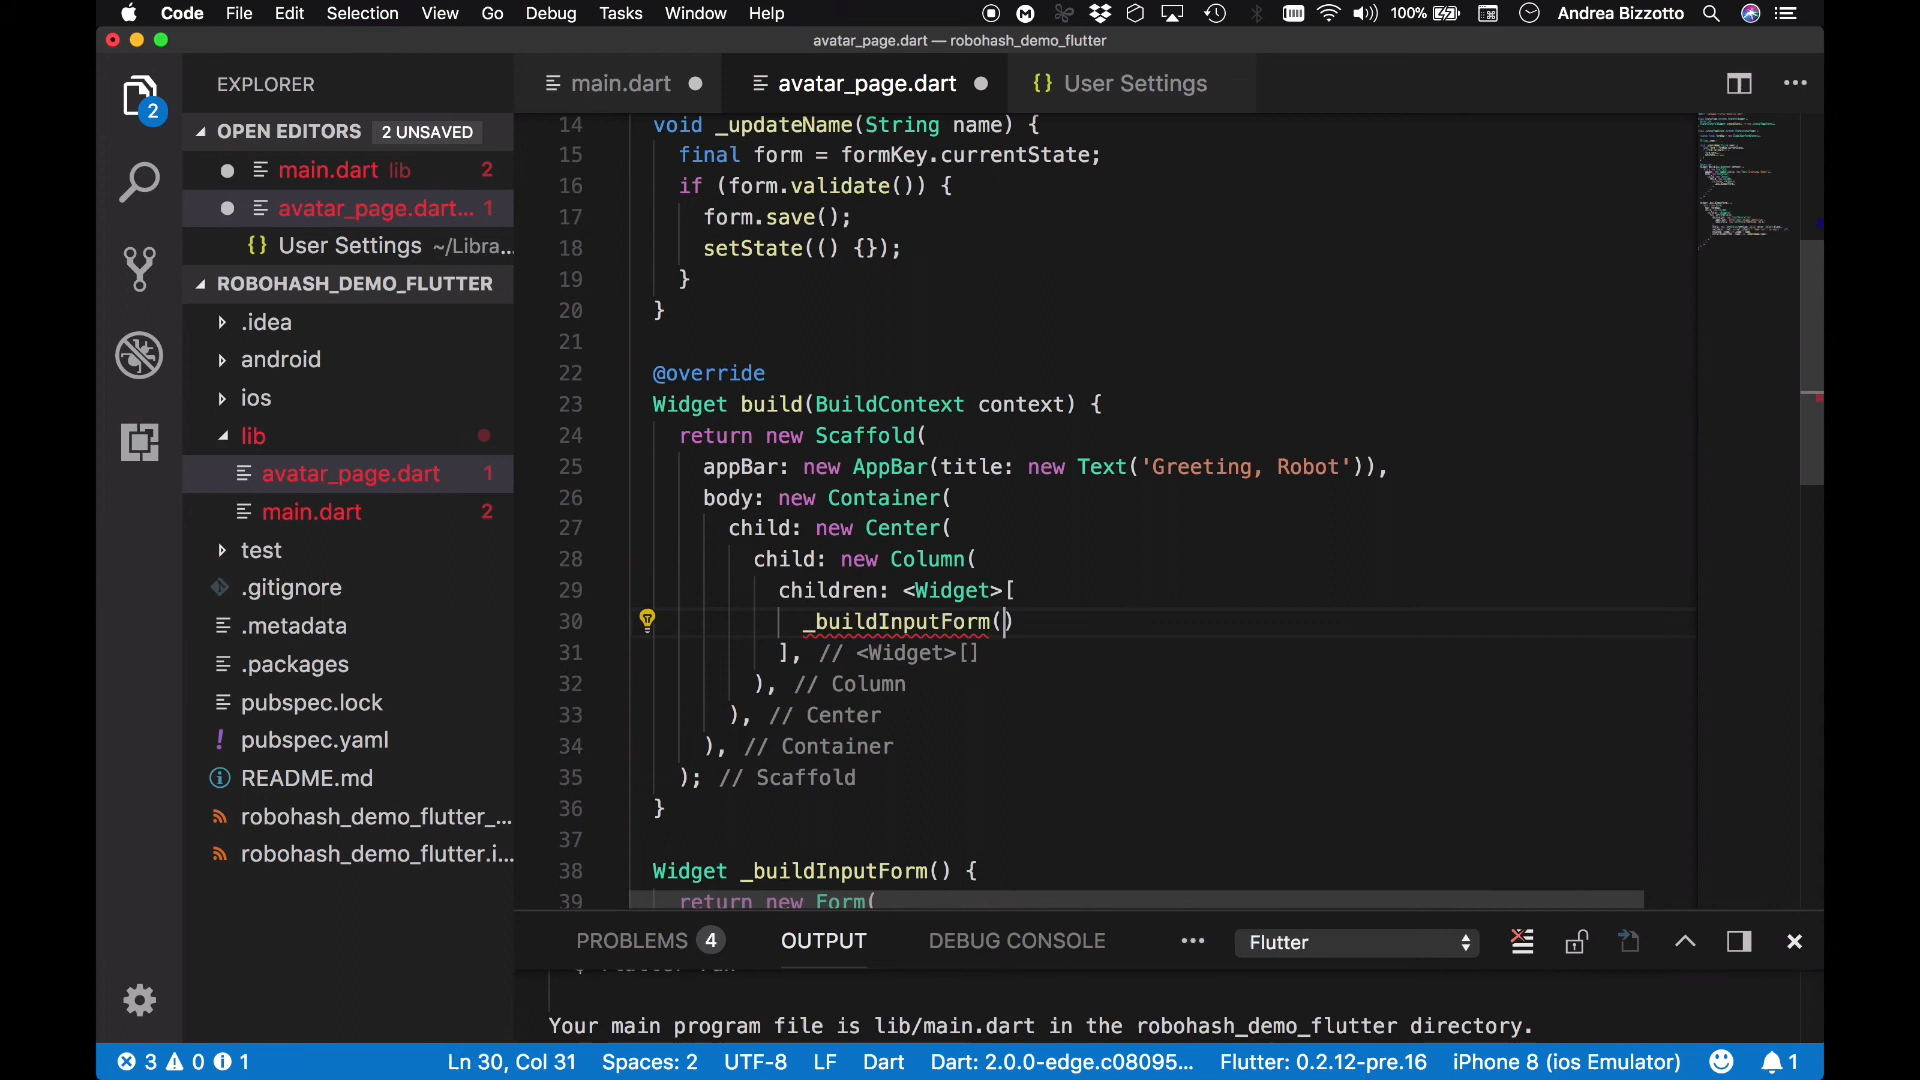 Code File Edit Selection View Go Debug Tasks Window Help 100% Andrea Bizzotto
avatar_page.dart — robohash_demo_flutter
2
EXPLORER
OPEN EDITORS 2 UNSAVED
main.dart lib 2
avatar_page.dart... 1
{} User Settings ~/Libra...
ROBOHASH_DEMO_FLUTTER
.idea
android
ios
lib
avatar_page.dart 1
main.dart 2
test
.gitignore
.metadata
.packages
pubspec.lock
! pubspec.yaml
README.md
robohash_demo_flutter_...
robohash_demo_flutter.i...
main.dart avatar_page.dart {} User Settings
14 void _updateName(String name) {
15 final form = formKey.currentState;
16 if (form.validate()) {
17 form.save();
18 setState(() {});
19 }
20 }
21
22 @override
23 Widget build(BuildContext context) {
24 return new Scaffold(
25 appBar: new AppBar(title: new Text('Greeting, Robot')),
26 body: new Container(
27 child: new Center(
28 child: new Column(
29 children: <Widget>[
30 _buildInputForm()
31 ], // <Widget>[]
32 ), // Column
33 ), // Center
34 ), // Container
35 ); // Scaffold
36 }
37
38 Widget _buildInputForm() {
39 return new Form(
PROBLEMS 4 OUTPUT DEBUG CONSOLE ... Flutter
Your main program file is lib/main.dart in the robohash_demo_flutter directory.
3 0 1 Ln 30, Col 31 Spaces: 2 UTF-8 LF Dart Dart: 2.0.0-edge.c08095... Flutter: 0.2.12-pre.16 iPhone 8 (ios Emulator) 1